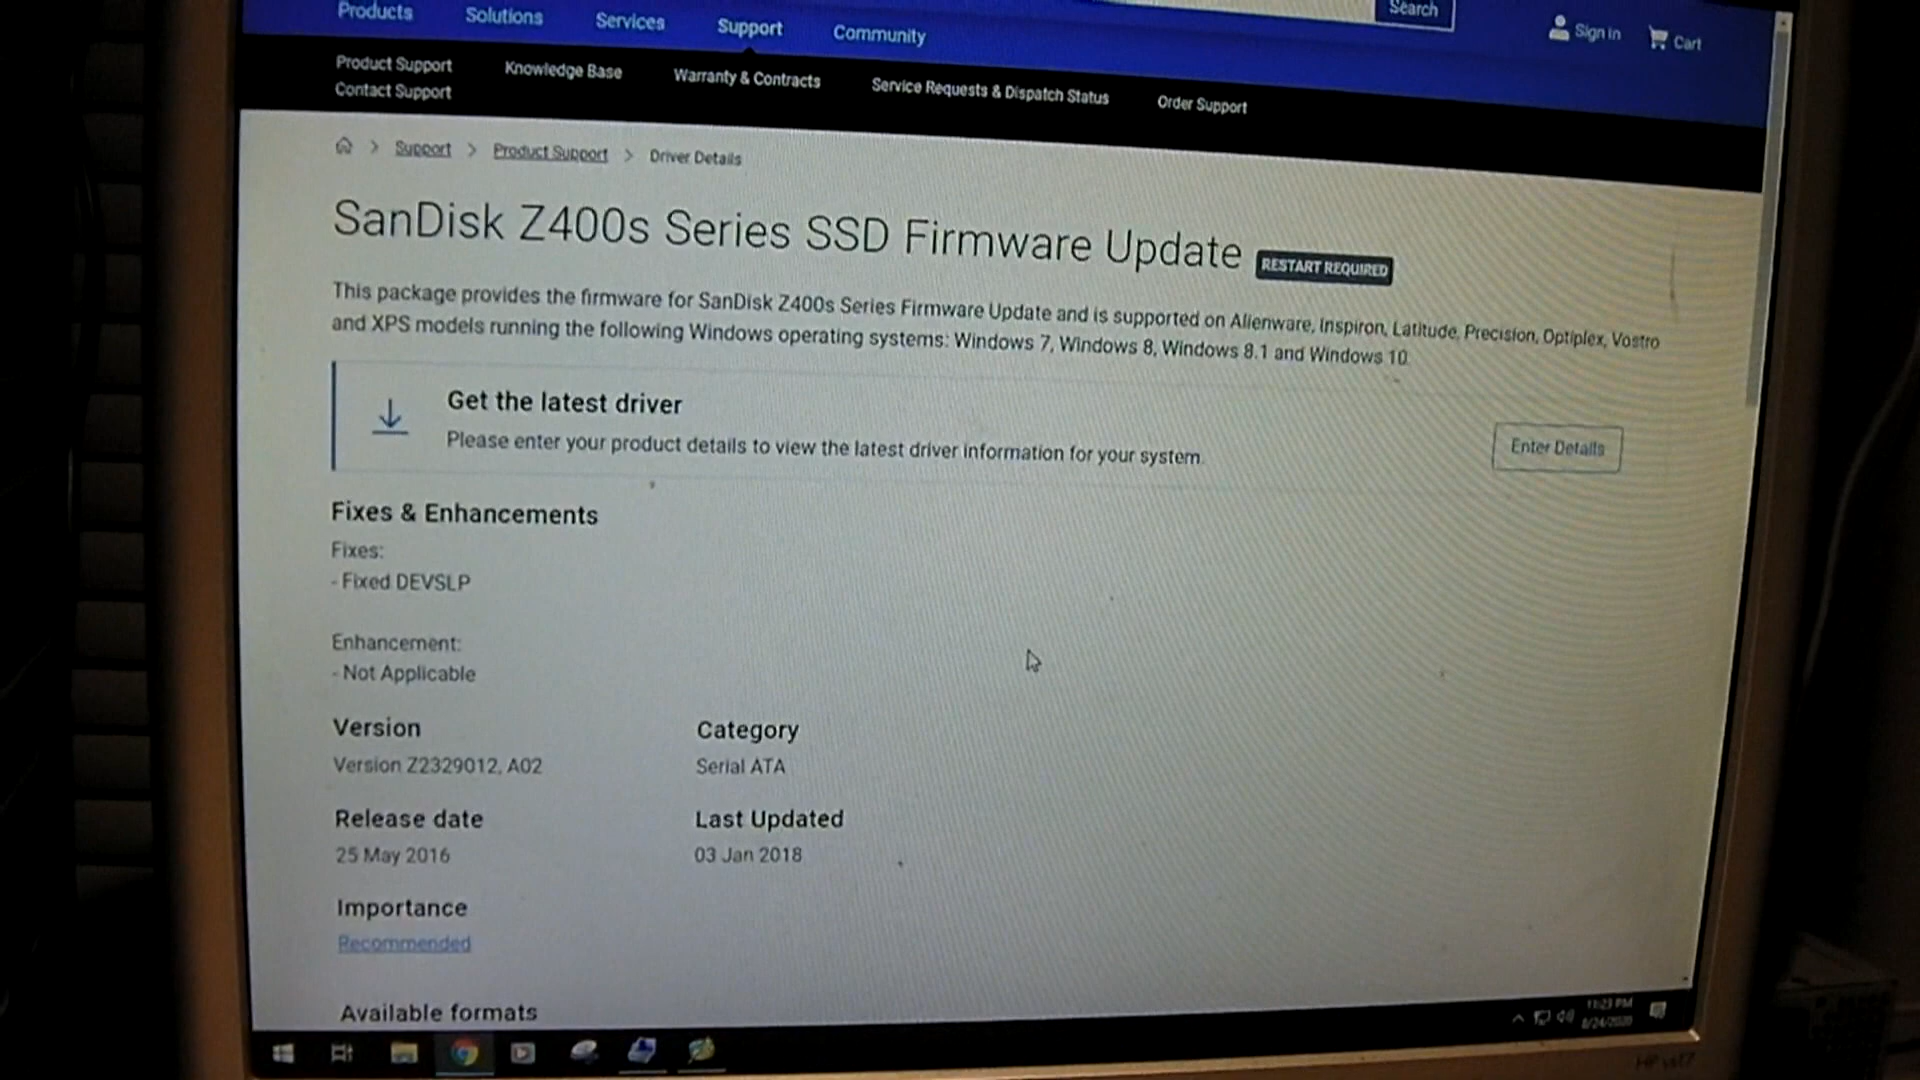 Products Solutions Services Support Community Search Sign In Cart
Product Support Knowledge Base Warranty & Contracts Service Requests & Dispatch Status Order Support
Contact Support
Support > Product Support > Driver Details
SanDisk Z400s Series SSD Firmware Update RESTART REQUIRED
This package provides the firmware for SanDisk Z400s Series Firmware Update and is supported on Alienware, Inspiron, Latitude, Precision, Optiplex, Vostro
and XPS models running the following Windows operating systems: Windows 7, Windows 8, Windows 8.1 and Windows 10.
Get the latest driver
Please enter your product details to view the latest driver information for your system.
Enter Details
Fixes & Enhancements
Fixes:
- Fixed DEVSLP
Enhancement:
- Not Applicable
Version
Version Z2329012, A02
Category
Serial ATA
Release date
25 May 2016
Last Updated
03 Jan 2018
Importance
Recommended
Available formats
11:23 PM
8/24/2020